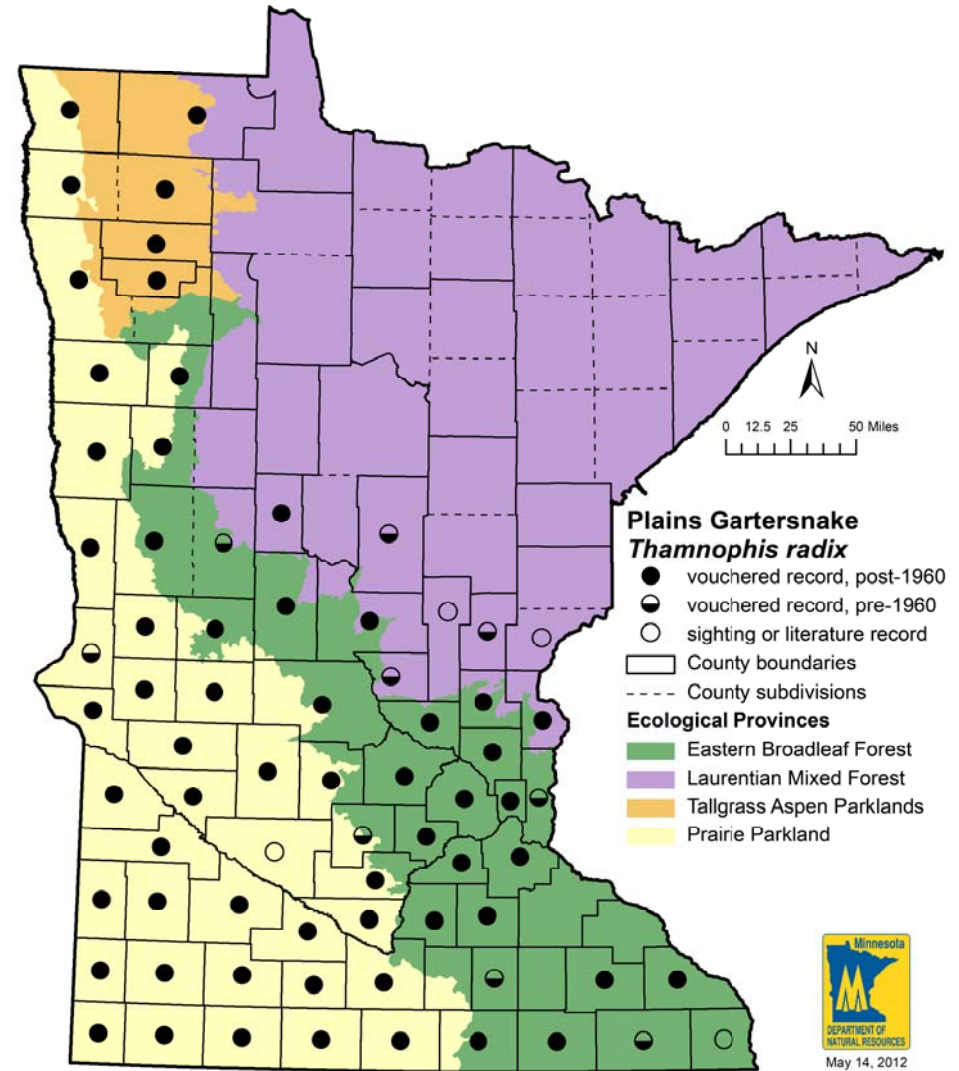 N
0 12.5 25 50 Miles
Plains Gartersnake
Thamnophis radix
vouchered record, post-1960
vouchered record, pre-1960
sighting or literature record
County boundaries
County subdivisions
Ecological Provinces
Eastern Broadleaf Forest
Laurentian Mixed Forest
Tallgrass Aspen Parklands
Prairie Parkland
Minnesota
M
DEPARTMENT OF
NATURAL RESOURCES
May 14, 2012